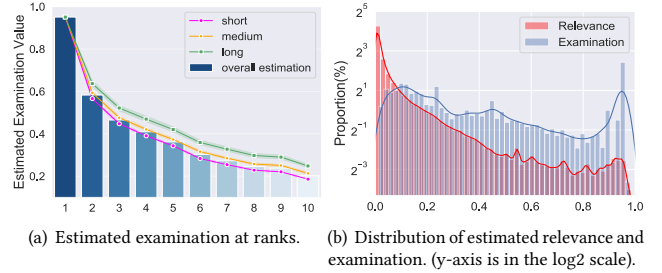 Estimated Examination Value
1.0
0.8
0.6
0.4
0.2
short
medium
long
overall estimation
1 2 3 4 5 6 7 8 9 10
(a) Estimated examination at ranks.
Proportion(%)
2^5
2^3
2^1
2^-1
2^-3
Relevance
Examination
0.0 0.2 0.4 0.6 0.8 1.0
(b) Distribution of estimated relevance and
examination. (y-axis is in the log2 scale).